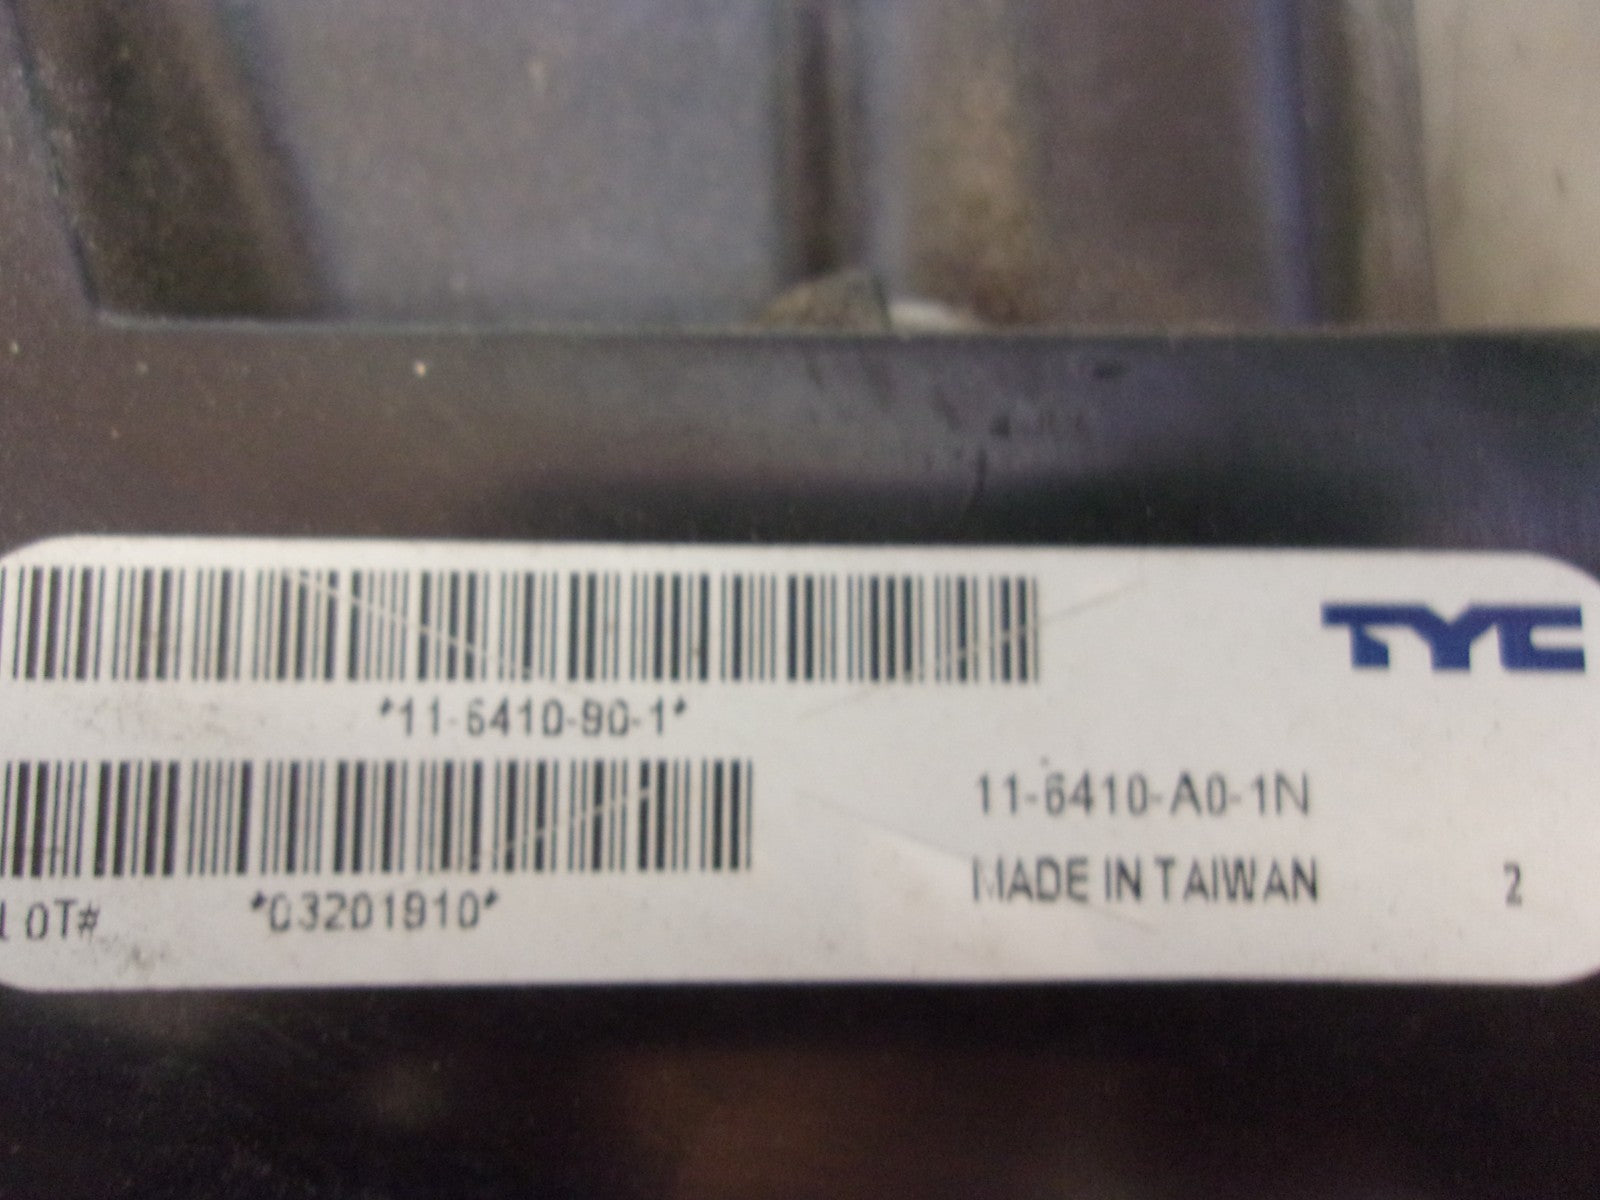 TYC
*11-6410-90-1*
11-6410-A0-1N
MADE IN TAIWAN 2
LOT# *03201910*